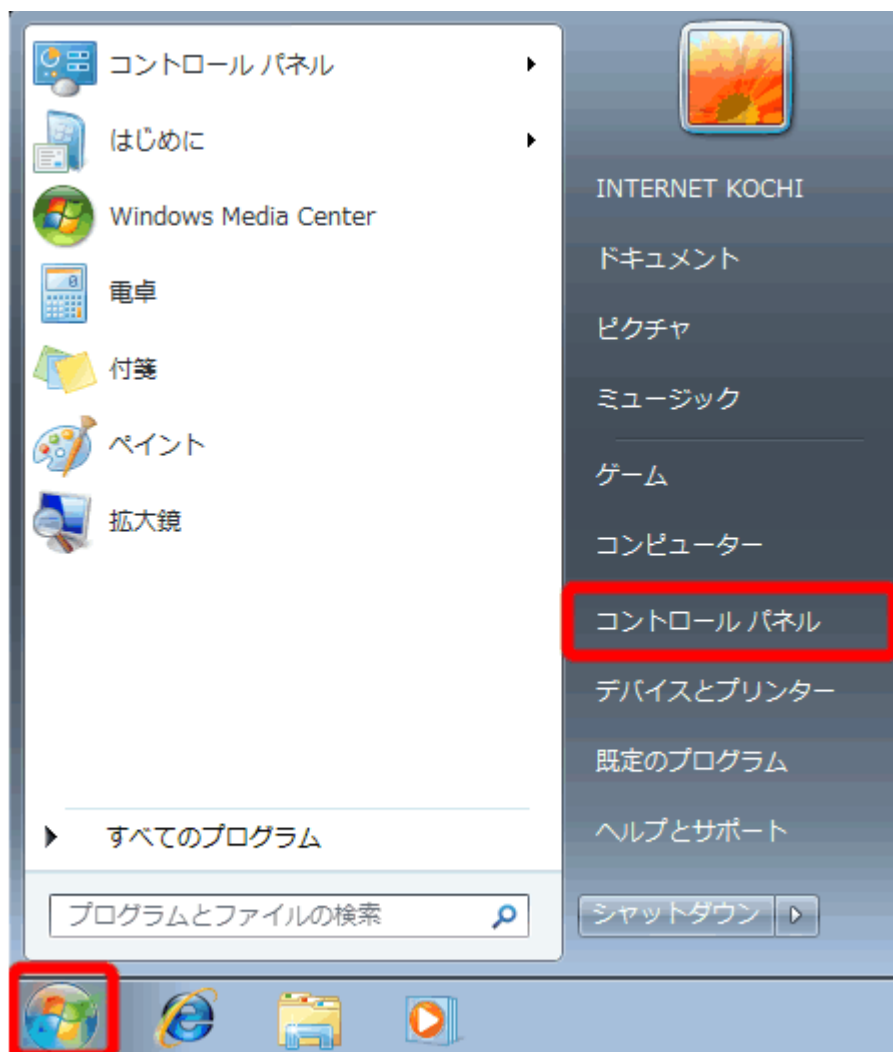 コントロール パネル
はじめに
Windows Media Center
電卓
付箋
ペイント
拡大鏡
すべてのプログラム
プログラムとファイルの検索
INTERNET KOCHI
ドキュメント
ピクチャ
ミュージック
ゲーム
コンピューター
コントロール パネル
デバイスとプリンター
既定のプログラム
ヘルプとサポート
シャットダウン